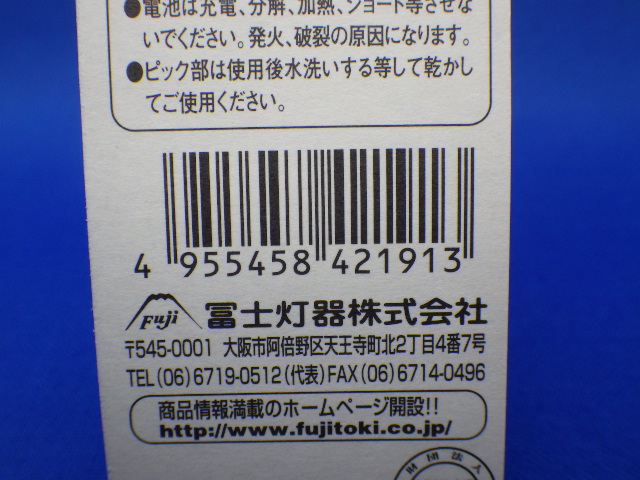 ●電池は充電、分解、加熱、ショート等させな
いでください。発火、破裂の原因になります。
●ピック部は使用後水洗いする等して乾かし
てご使用ください。
4 955458 421913
Fuji 冨士灯器株式会社
〒545-0001 大阪市阿倍野区天王寺町北2丁目4番7号
TEL(06)6719-0512(代表)FAX(06)6714-0496
商品情報満載のホームページ開設!!
http://www.fujitoki.co.jp/
財団法人